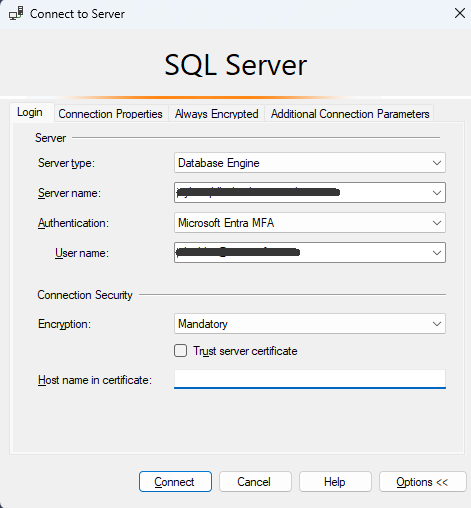 Connect to Server
SQL Server
Login Connection Properties Always Encrypted Additional Connection Parameters
Server
Server type: Database Engine
Server name:
Authentication: Microsoft Entra MFA
User name:
Connection Security
Encryption: Mandatory
Trust server certificate
Host name in certificate:
Connect Cancel Help Options <<